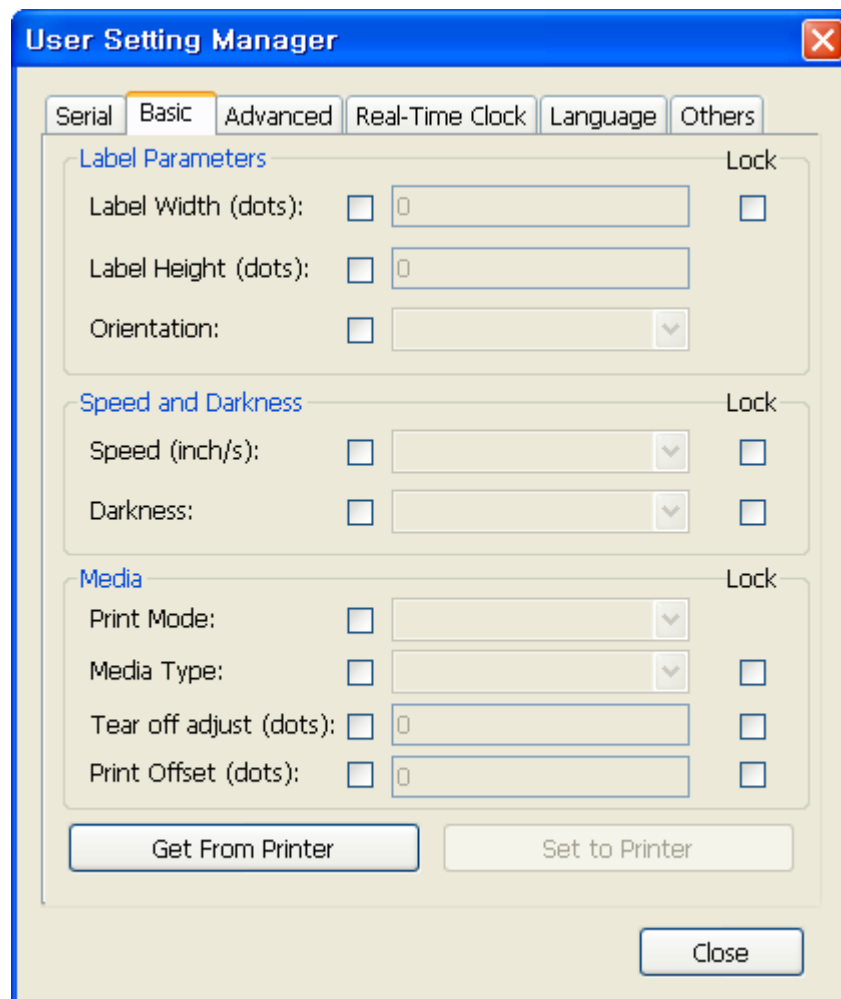 User Setting Manager
Serial Basic Advanced Real-Time Clock Language Others
Label Parameters Lock
Label Width (dots): 0
Label Height (dots): 0
Orientation:
Speed and Darkness Lock
Speed (inch/s):
Darkness:
Media Lock
Print Mode:
Media Type:
Tear off adjust (dots): 0
Print Offset (dots): 0
Get From Printer Set to Printer
Close